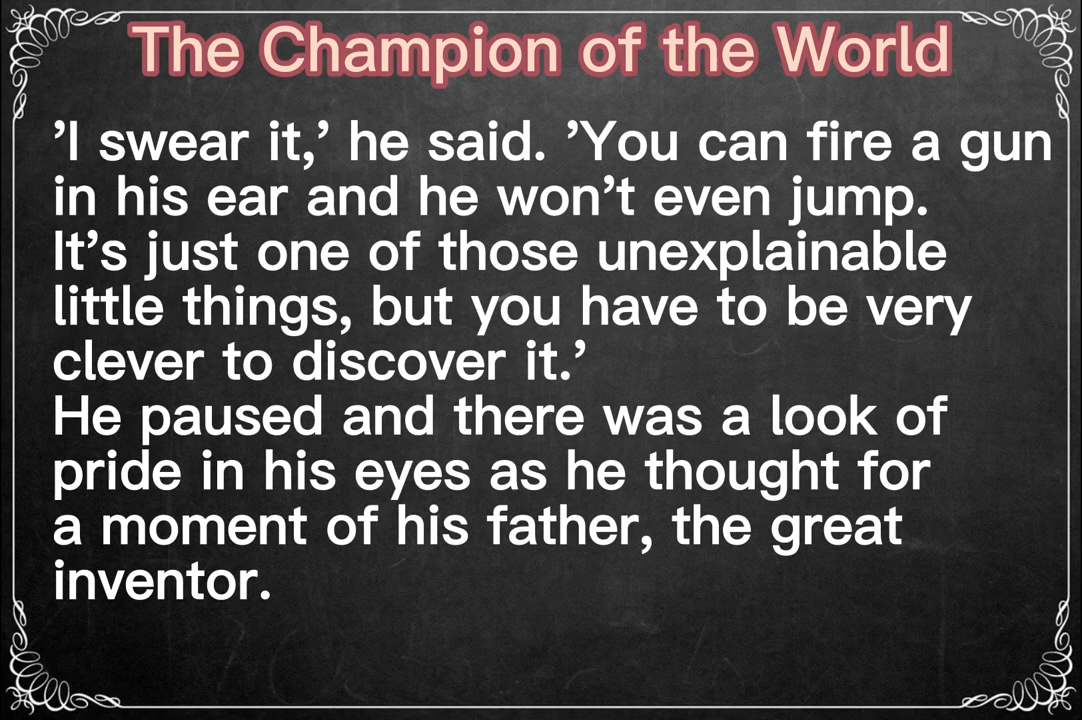 The Champion of the World
’I swear it,’ he said. ’You can fire a gun
in his ear and he won’t even jump.
It’s just one of those unexplainable
little things, but you have to be very
clever to discover it.’
He paused and there was a look of
pride in his eyes as he thought for
a moment of his father, the great
inventor.